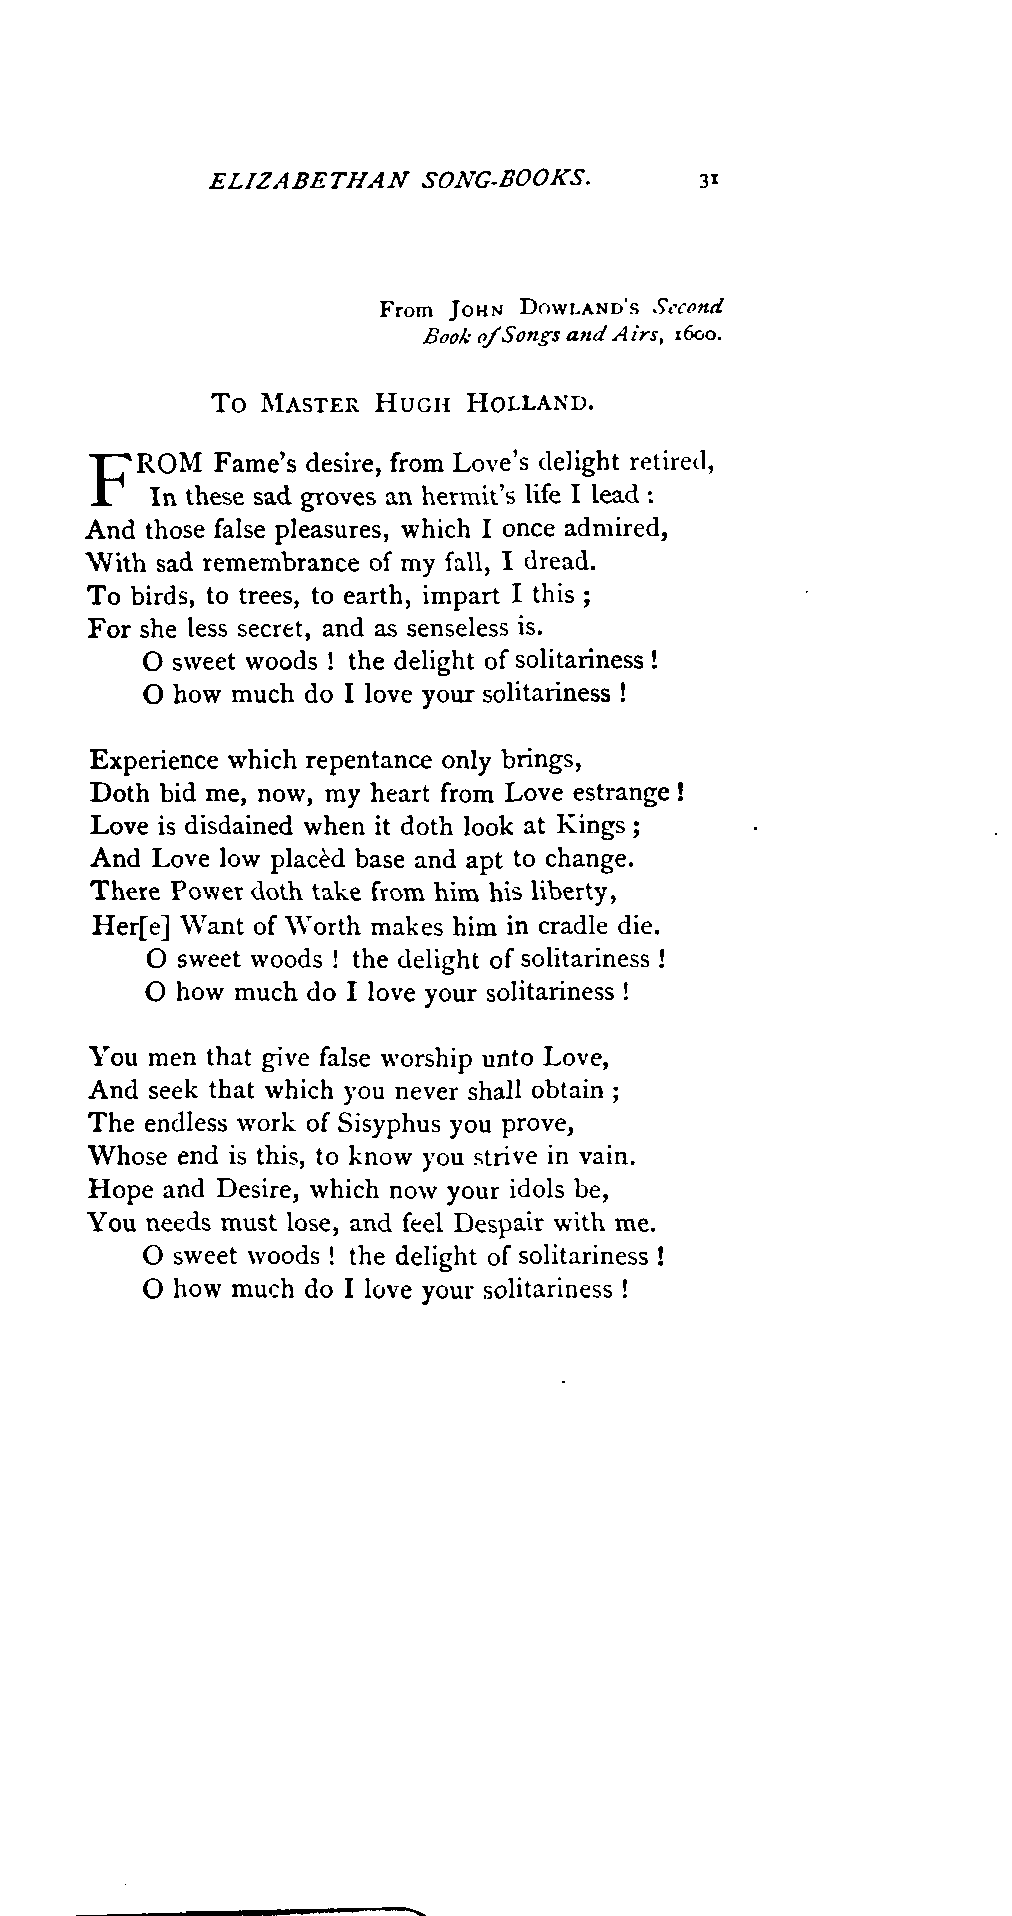 ELIZABETHAN SONG-BOOKS. 31
From JOHN DOWLAND'S Second
Book of Songs and Airs, 1600.
TO MASTER HUGH HOLLAND.
FROM Fame's desire, from Love's delight retired,
In these sad groves an hermit's life I lead :
And those false pleasures, which I once admired,
With sad remembrance of my fall, I dread.
To birds, to trees, to earth, impart I this ;
For she less secret, and as senseless is.
O sweet woods ! the delight of solitariness !
O how much do I love your solitariness !
Experience which repentance only brings,
Doth bid me, now, my heart from Love estrange !
Love is disdained when it doth look at Kings ;
And Love low placèd base and apt to change.
There Power doth take from him his liberty,
Her[e] Want of Worth makes him in cradle die.
O sweet woods ! the delight of solitariness !
O how much do I love your solitariness !
You men that give false worship unto Love,
And seek that which you never shall obtain ;
The endless work of Sisyphus you prove,
Whose end is this, to know you strive in vain.
Hope and Desire, which now your idols be,
You needs must lose, and feel Despair with me.
O sweet woods ! the delight of solitariness !
O how much do I love your solitariness !